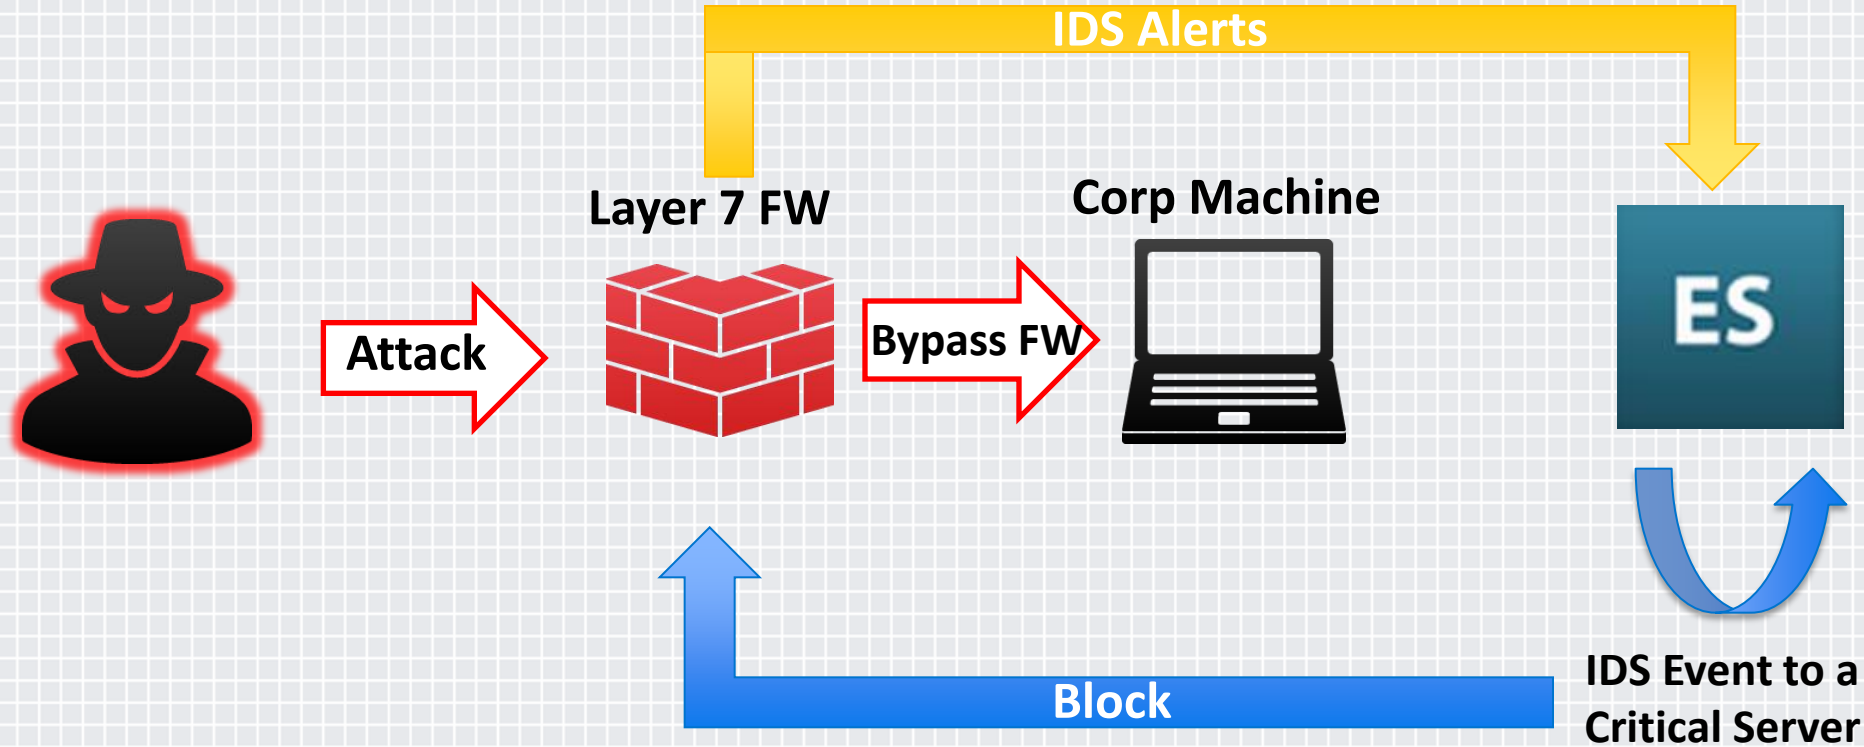 IDS Alerts
Layer 7 FW
Corp Machine
Attack
Bypass FW
ES
Block
IDS Event to a
Critical Server